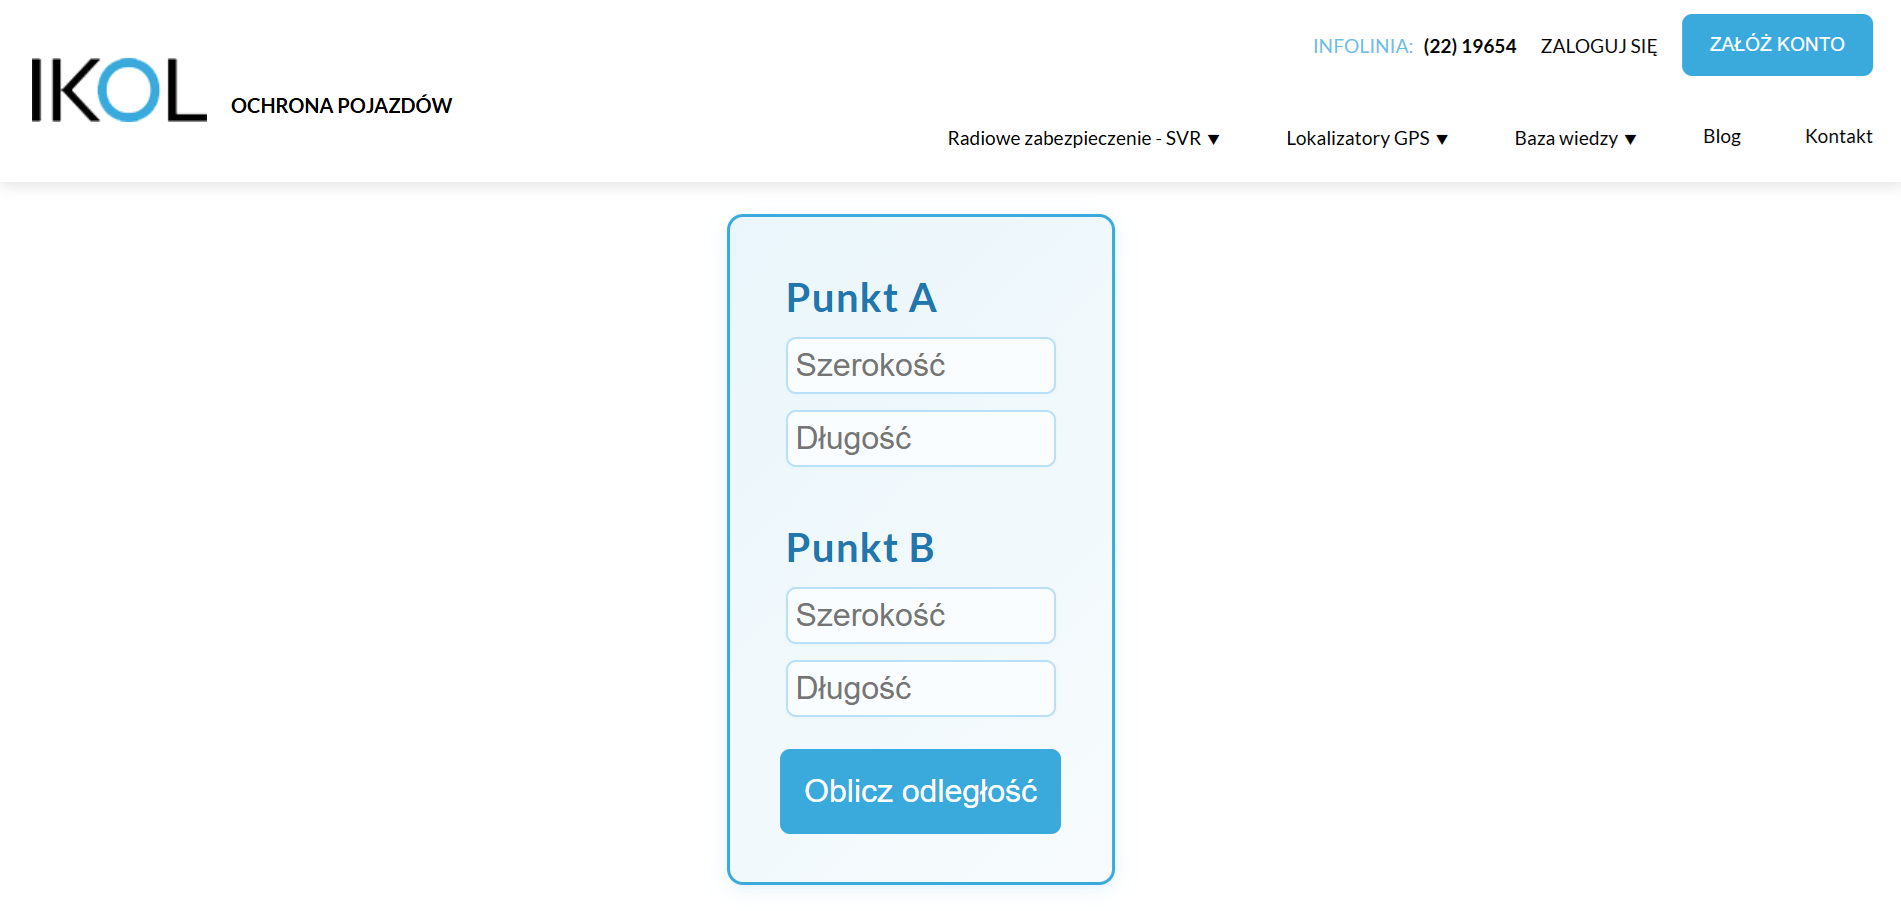 INFOLINIA: (22) 19654 ZALOGUJ SIĘ ZAŁÓŻ KONTO
IKOL OCHRONA POJAZDÓW
Radiowe zabezpieczenie - SVR ▼ Lokalizatory GPS ▼ Baza wiedzy ▼ Blog Kontakt
Punkt A
Szerokość
Długość
Punkt B
Szerokość
Długość
Oblicz odległość